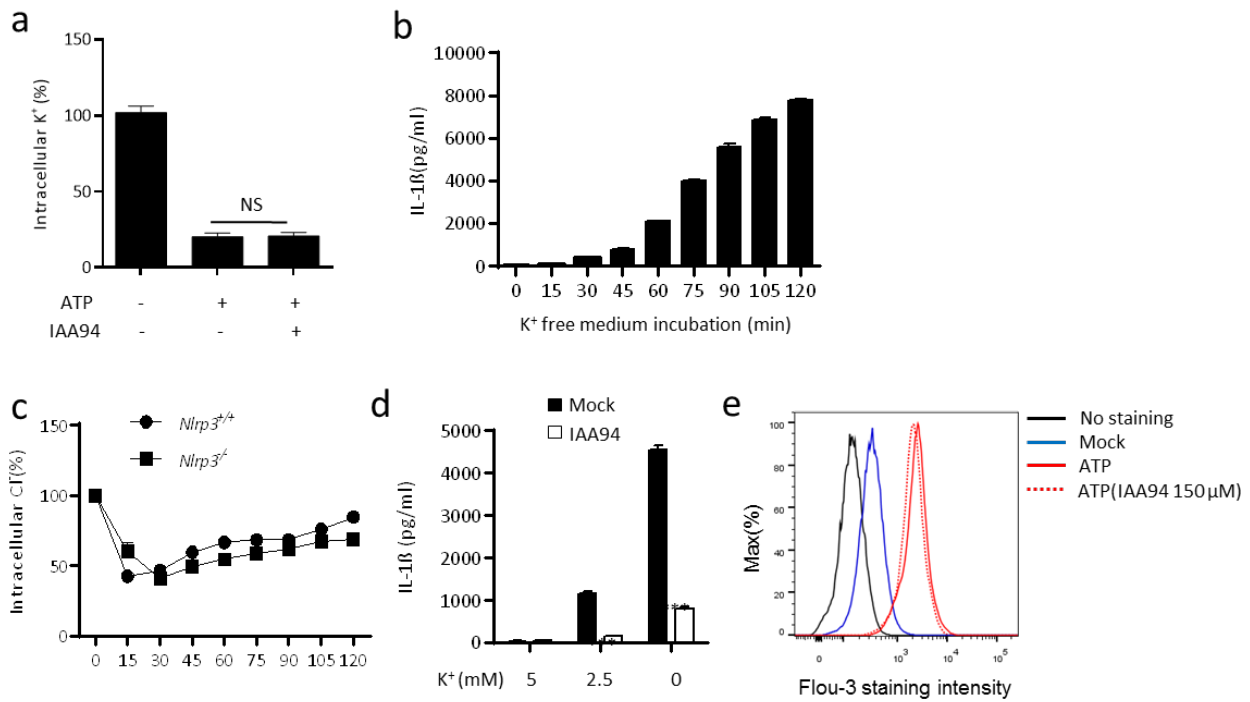 a
150
100
50
0
Intracellular K⁺ (%)
NS
ATP - + +
IAA94 - - +
b
10000
8000
6000
4000
2000
0
IL-1ß(pg/ml)
0 15 30 45 60 75 90 105 120
K⁺ free medium incubation (min)
c
150
100
50
0
Intracellular Cl⁻(%)
Nlrp3⁺/⁺
Nlrp3⁻/⁻
0 15 30 45 60 75 90 105 120
d
Mock
IAA94
5000
4000
3000
2000
1000
0
IL-1ß (pg/ml)
**
**
K⁺ (mM) 5 2.5 0
e
100
80
60
40
20
0
Max(%)
0 10³ 10⁴ 10⁵
Flou-3 staining intensity
No staining
Mock
ATP
ATP(IAA94 150 µM)